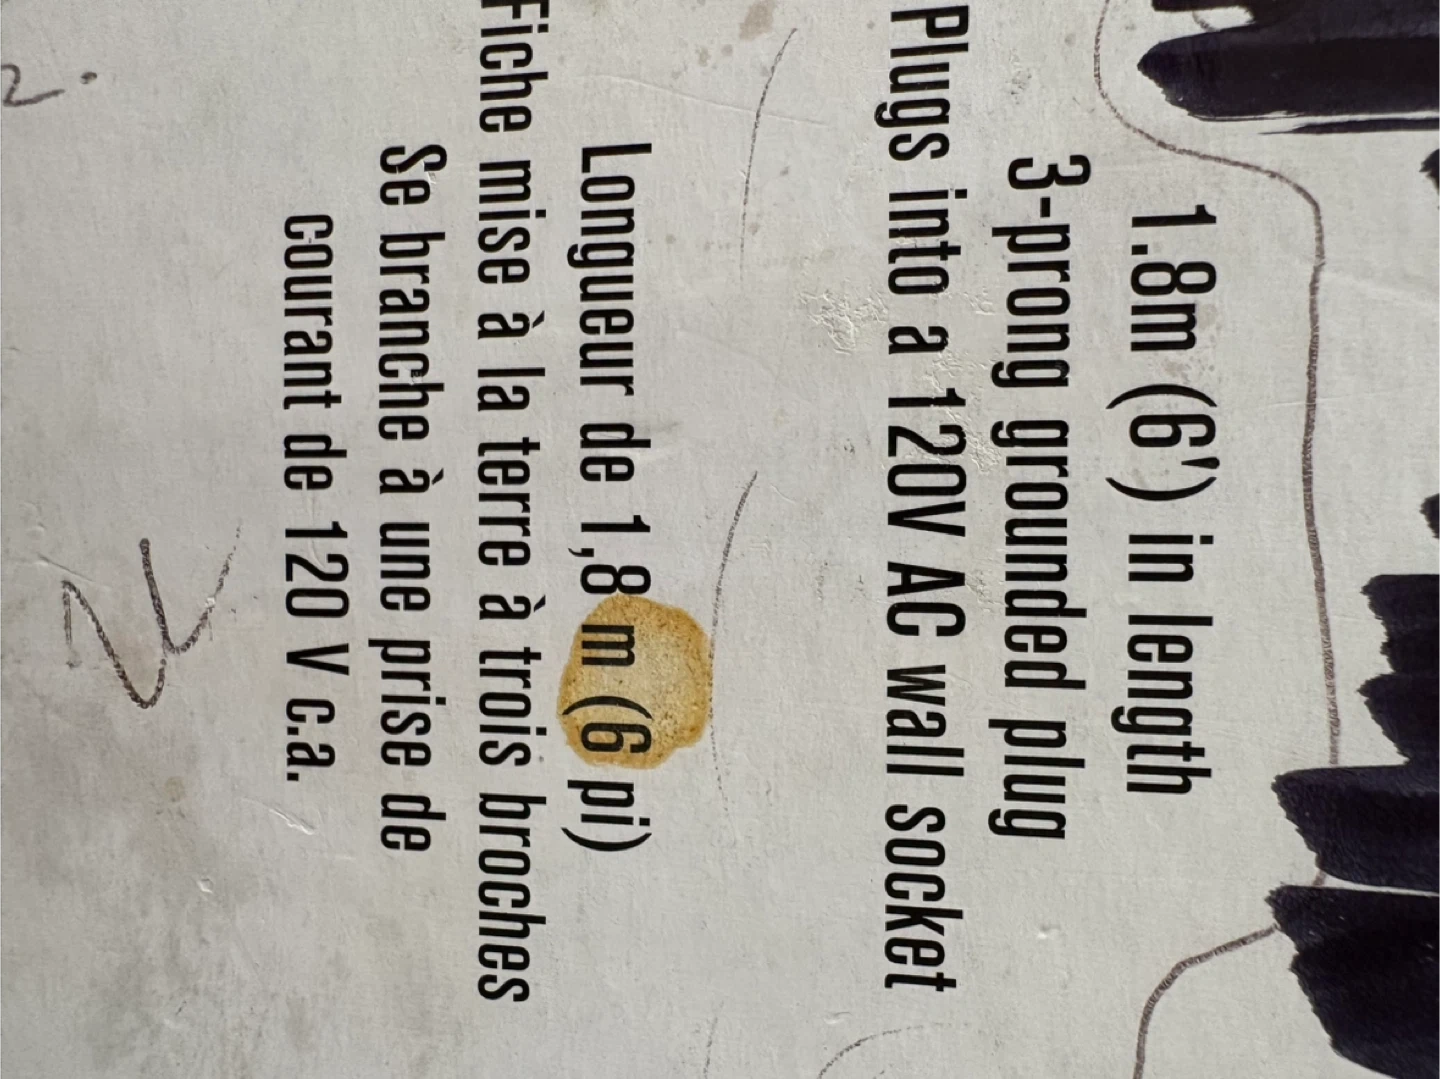 1.8m (6') in length
3-prong grounded plug
Plugs into a 120V AC wall socket
Longueur de 1,8 m (6 pi)
Fiche mise à la terre à trois broches
Se branche à une prise de
courant de 120 V c.a.